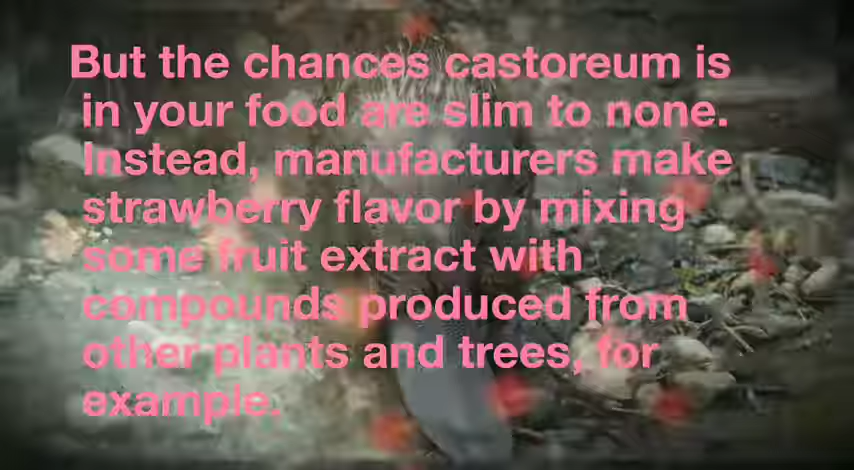 But the chances castoreum is
in your food are slim to none.
Instead, manufacturers make
strawberry flavor by mixing
some fruit extract with
compounds produced from
other plants and trees, for
example.